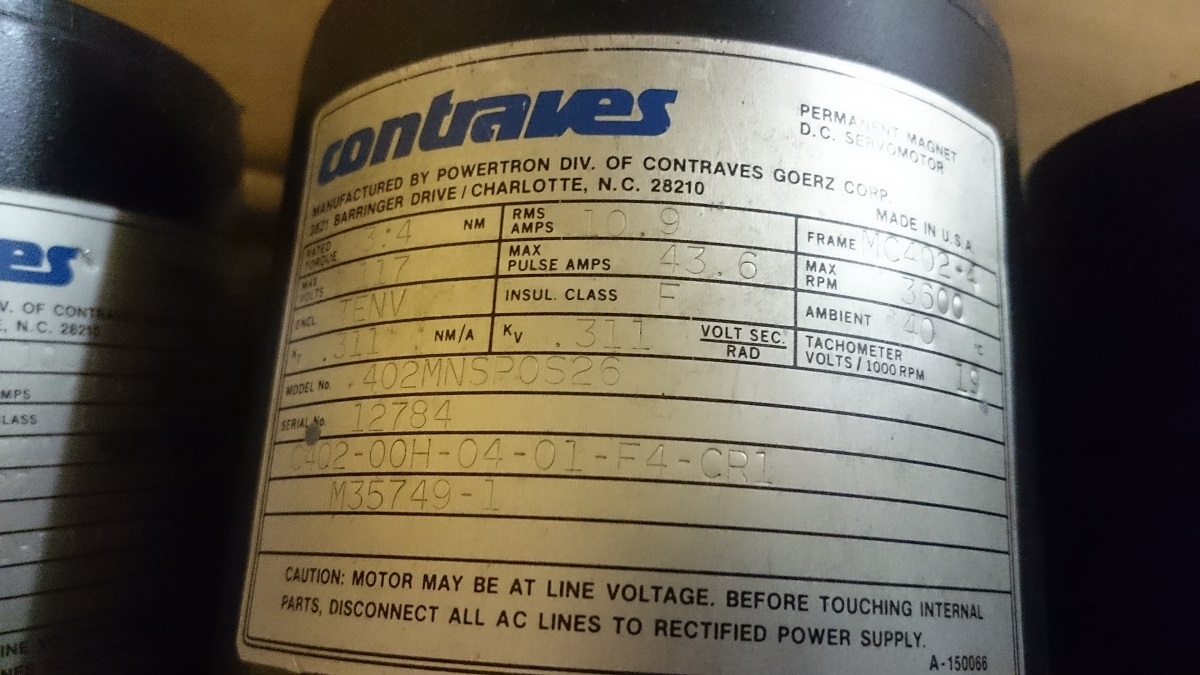 contraves
PERMANENT MAGNET
D.C. SERVOMOTOR
MANUFACTURED BY POWERTRON DIV. OF CONTRAVES GOERZ CORP.
3821 BARRINGER DRIVE / CHARLOTTE, N.C. 28210
MADE IN U.S.A.
RATED TORQUE 3.4 NM
RMS AMPS 10.9
FRAME MC402-4
MAX VOLTS 117
MAX PULSE AMPS 43.6
MAX RPM 3600
ENCL. TENV
INSUL. CLASS F
AMBIENT 40 °C
KT .311 NM/A
KV .311 VOLT SEC. RAD
TACHOMETER VOLTS / 1000 RPM 19
MODEL No. 402MNSPOS26
SERIAL No. 12784
C402-00H-04-01-F4-CR1
M35749-1
CAUTION: MOTOR MAY BE AT LINE VOLTAGE. BEFORE TOUCHING INTERNAL
PARTS, DISCONNECT ALL AC LINES TO RECTIFIED POWER SUPPLY.
A-150066
es
V. OF CONTRA
E, N.C. 28210
MPS
LASS
INE